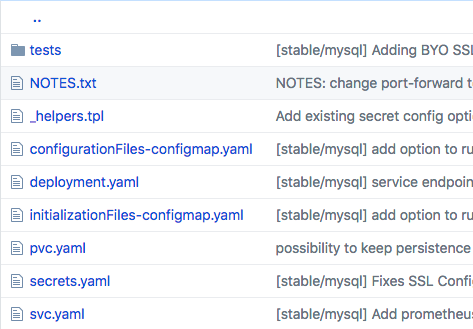 ..
tests [stable/mysql] Adding BYO SSL
NOTES.txt NOTES: change port-forward t
_helpers.tpl Add existing secret config opti
configurationFiles-configmap.yaml [stable/mysql] add option to ru
deployment.yaml [stable/mysql] service endpoin
initializationFiles-configmap.yaml [stable/mysql] add option to ru
pvc.yaml possibility to keep persistence
secrets.yaml [stable/mysql] Fixes SSL Confi
svc.yaml [stable/mysql] Add prometheus